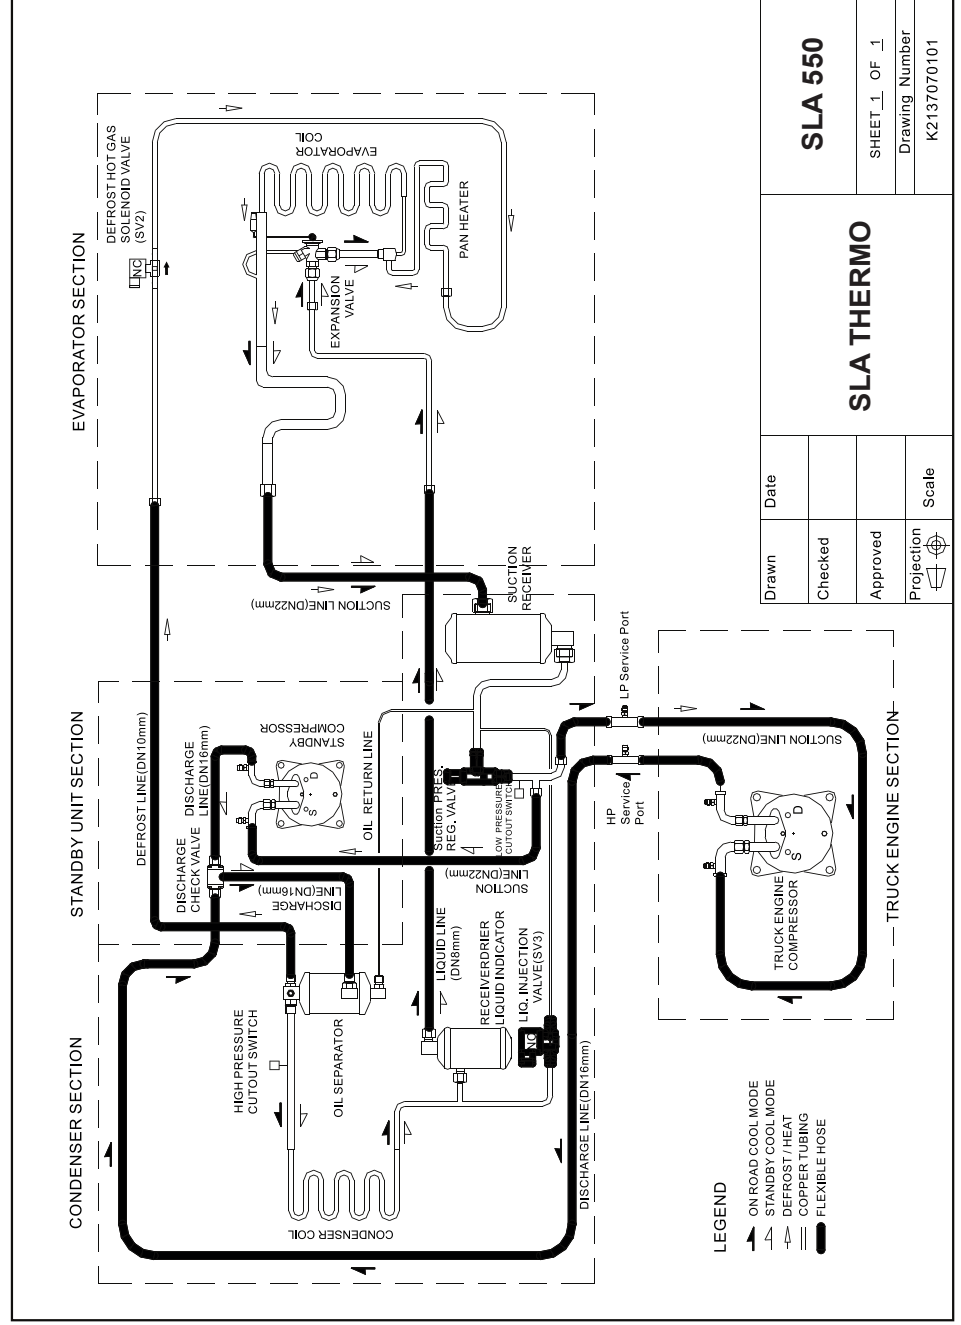 EVAPORATOR SECTION
DEFROST HOT GAS
SOLENOID VALVE
(SV2)
NC
EVAPORATOR
COIL
PAN HEATER
EXPANSION
VALVE
STANDBY UNIT SECTION
DEFROST LINE(DN10mm)
DISCHARGE
LINE(DN16mm)
DISCHARGE
CHECK VALVE
STANDBY
COMPRESSOR
S
D
DISCHARGE
LINE(DN16mm)
OIL RETURN LINE
SUCTION LINE(DN22mm)
SUCTION
RECEIVER
Suction PRES.
REG. VALVE
LOW PRESSURE
CUTOUT SWITCH
SUCTION
LINE(DN22mm)
CONDENSER SECTION
HIGH PRESSURE
CUTOUT SWITCH
OIL SEPARATOR
LIQUID LINE
(DN8mm)
RECEIVERDRIER
LIQUID INDICATOR
LIQ. INJECTION
VALVE(SV3)
NC
CONDENSER COIL
DISCHARGE LINE(DN16mm)
LP Service Port
HP
Service
Port
TRUCK ENGINE SECTION
SUCTION LINE(DN22mm)
S
D
TRUCK ENGINE
COMPRESSOR
LEGEND
ON ROAD COOL MODE
STANDBY COOL MODE
DEFROST / HEAT
COPPER TUBING
FLEXIBLE HOSE
Drawn
Date
Checked
Approved
Projection
Scale
SLA THERMO
SLA 550
SHEET 1 OF 1
Drawing Number
K2137070101